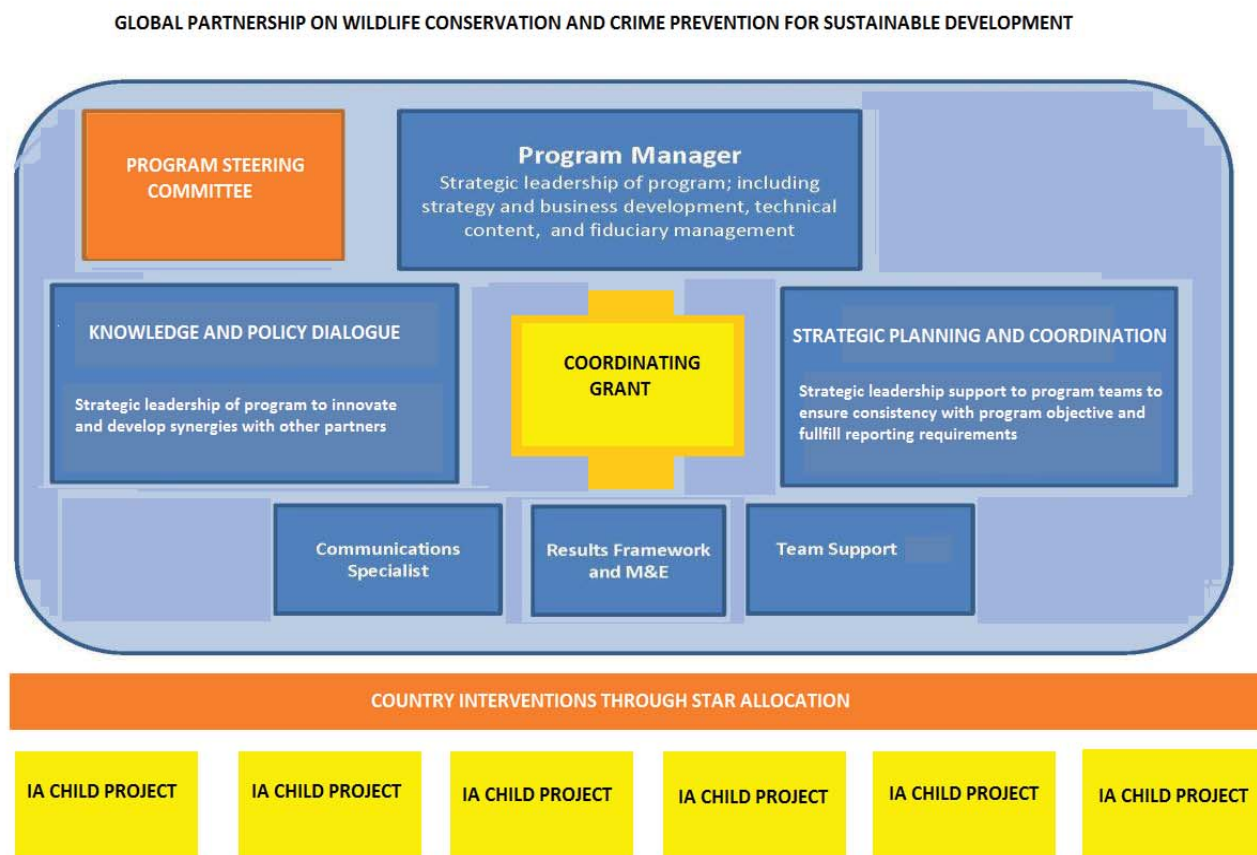 GLOBAL PARTNERSHIP ON WILDLIFE CONSERVATION AND CRIME PREVENTION FOR SUSTAINABLE DEVELOPMENT
PROGRAM STEERING
COMMITTEE
Program Manager
Strategic leadership of program; including
strategy and business development, technical
content, and fiduciary management
KNOWLEDGE AND POLICY DIALOGUE
Strategic leadership of program to innovate
and develop synergies with other partners
COORDINATING
GRANT
STRATEGIC PLANNING AND COORDINATION
Strategic leadership support to program teams to
ensure consistency with program objective and
fullfill reporting requirements
Communications
Specialist
Results Framework
and M&E
Team Support
COUNTRY INTERVENTIONS THROUGH STAR ALLOCATION
IA CHILD PROJECT
IA CHILD PROJECT
IA CHILD PROJECT
IA CHILD PROJECT
IA CHILD PROJECT
IA CHILD PROJECT